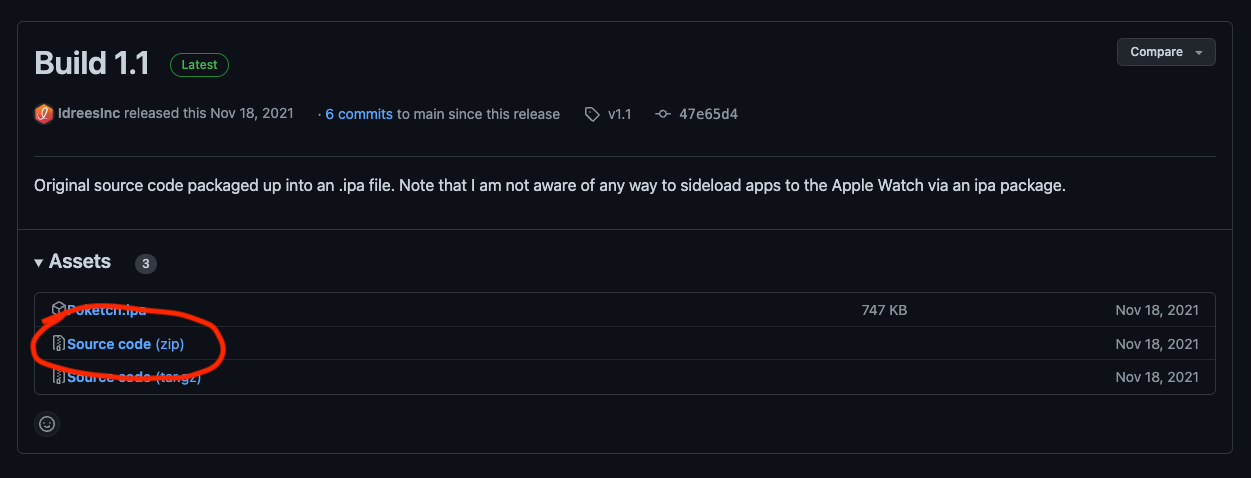 Build 1.1 Latest Compare
IdreesInc released this Nov 18, 2021 · 6 commits to main since this release v1.1 47e65d4
Original source code packaged up into an .ipa file. Note that I am not aware of any way to sideload apps to the Apple Watch via an ipa package.
Assets 3
Poketch.ipa 747 KB Nov 18, 2021
Source code (zip) Nov 18, 2021
Source code (tar.gz) Nov 18, 2021